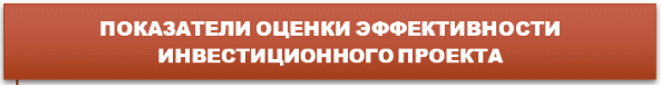 ПОКАЗАТЕЛИ ОЦЕНКИ ЭФФЕКТИВНОСТИ
ИНВЕСТИЦИОННОГО ПРОЕКТА